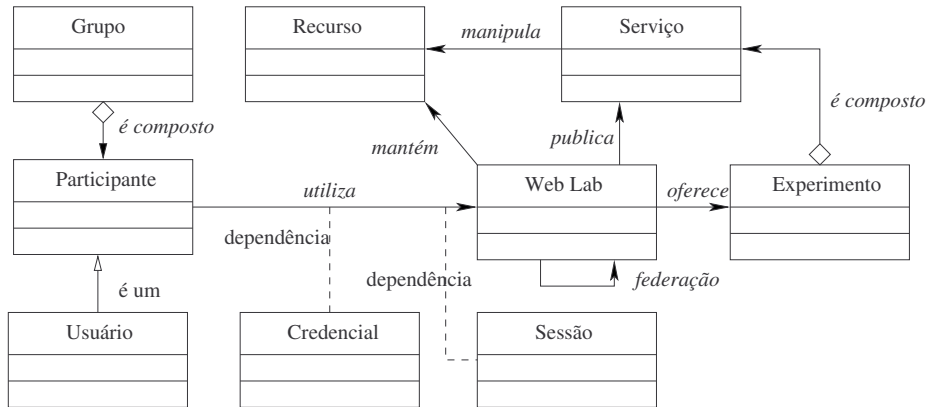 Grupo
Recurso
manipula
Serviço
é composto
é composto
mantém
publica
Participante
utiliza
Web Lab
oferece
Experimento
dependência
dependência
federação
é um
Usuário
Credencial
Sessão